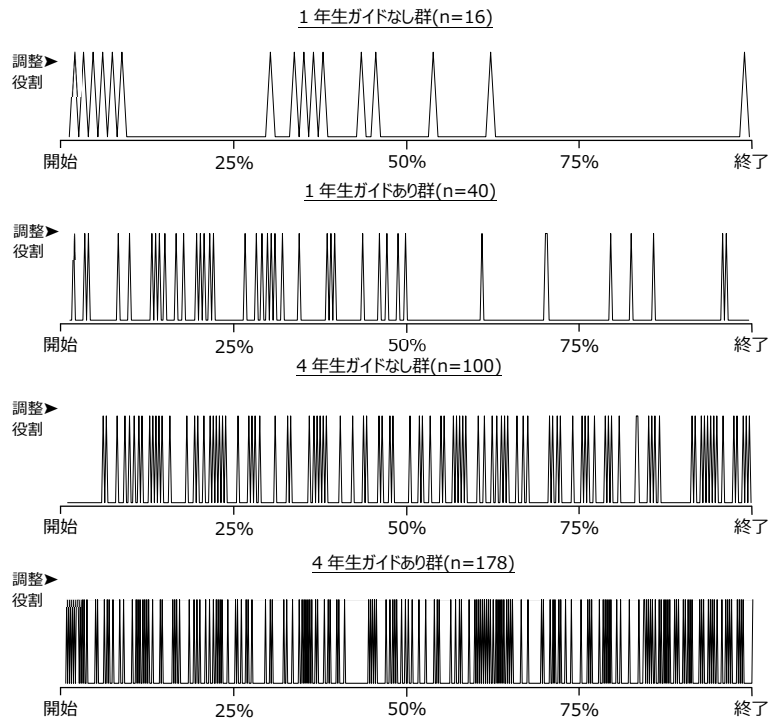 1年生ガイドなし群(n=16)
調整➤
役割
開始 25% 50% 75% 終了
1年生ガイドあり群(n=40)
調整➤
役割
開始 25% 50% 75% 終了
4年生ガイドなし群(n=100)
調整➤
役割
開始 25% 50% 75% 終了
4年生ガイドあり群(n=178)
調整➤
役割
開始 25% 50% 75% 終了